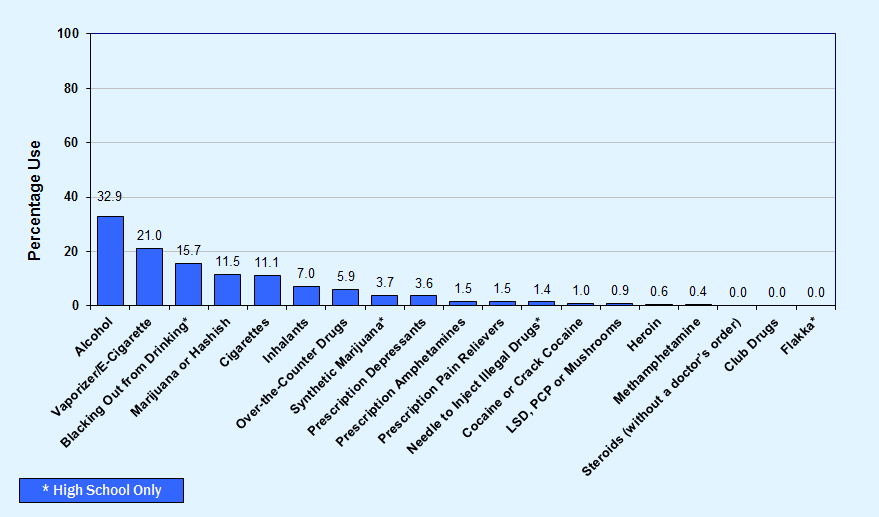 Percentage Use
100
80
60
40
20
0
32.9
21.0
15.7
11.5
11.1
7.0
5.9
3.7
3.6
1.5
1.5
1.4
1.0
0.9
0.6
0.4
0.0
0.0
0.0
Alcohol
Vaporizer/E-Cigarette
Blacking Out from Drinking*
Marijuana or Hashish
Cigarettes
Inhalants
Over-the-Counter Drugs
Synthetic Marijuana*
Prescription Depressants
Prescription Amphetamines
Prescription Pain Relievers
Needle to Inject Illegal Drugs*
Cocaine or Crack Cocaine
LSD, PCP or Mushrooms
Heroin
Methamphetamine
Steroids (without a doctor's order)
Club Drugs
Flakka*
* High School Only